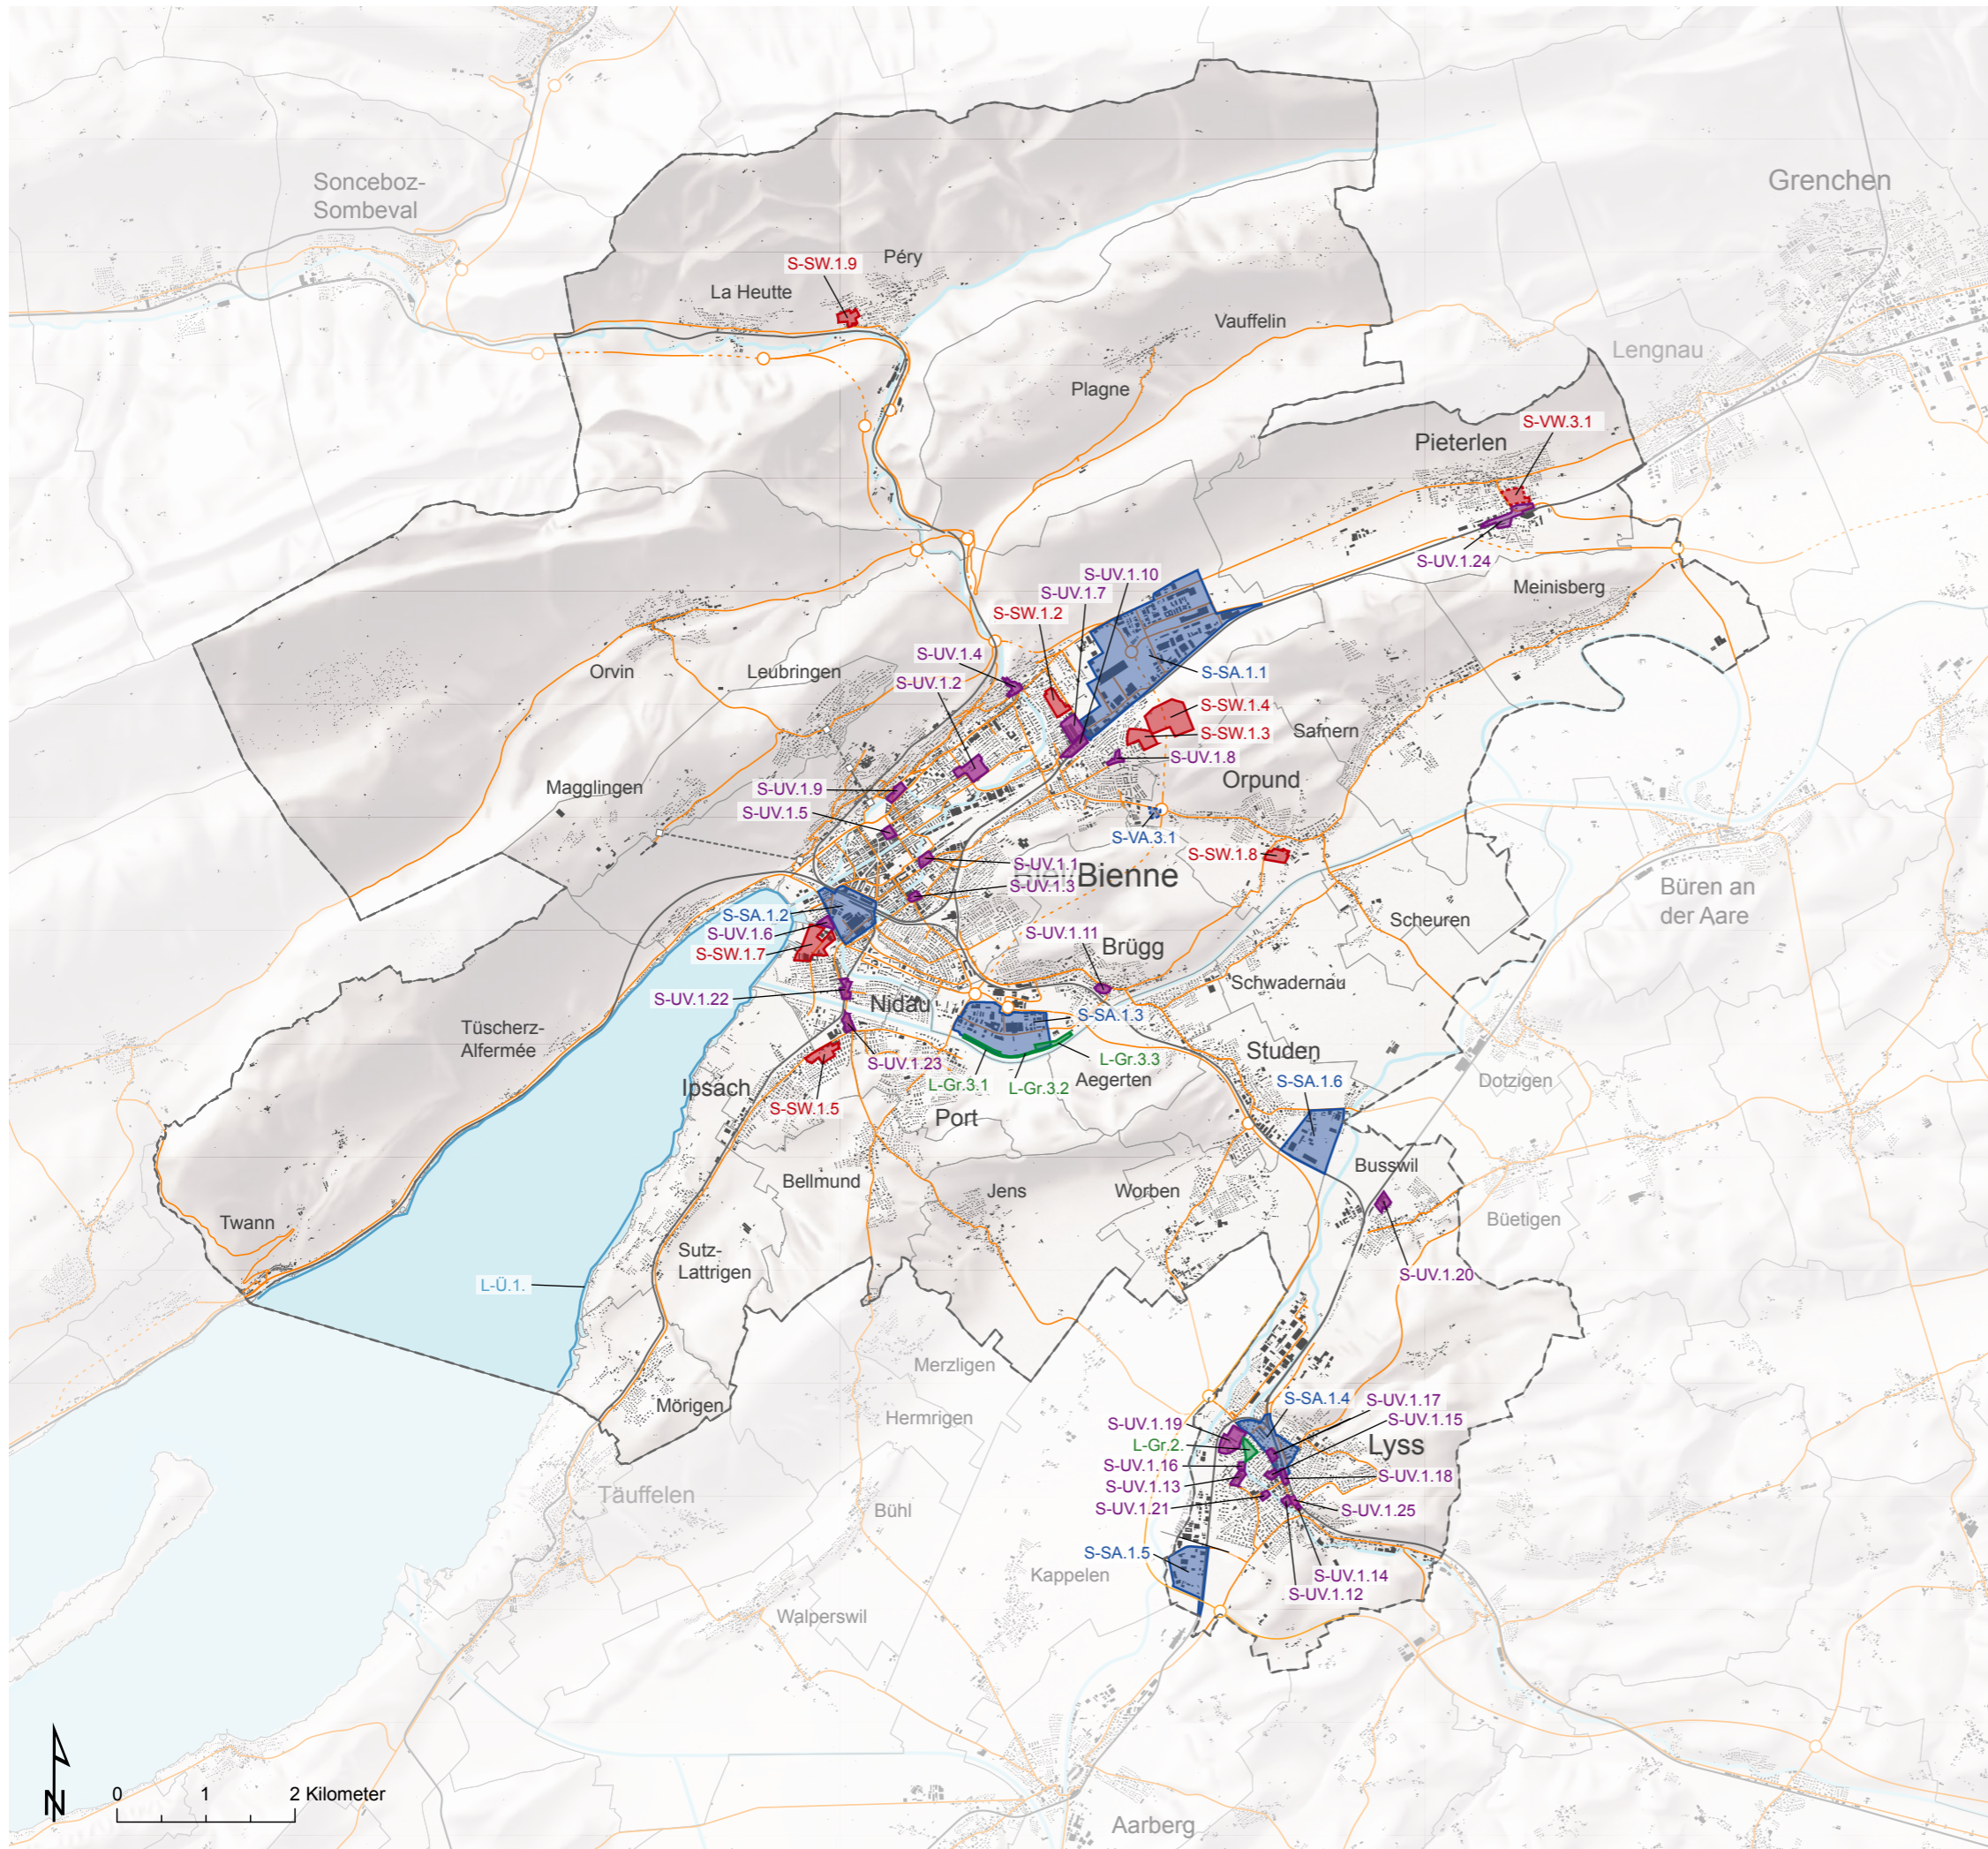 Grenchen
Sonceboz-
Sombeval
Péry
S-SW.1.9
La Heutte
Vauffelin
Lengnau
Plagne
S-VW.3.1
Pieterlen
S-UV.1.24
Meinisberg
S-UV.1.10
S-UV.1.7
S-SW.1.2
S-UV.1.4
Orvin
Leubringen
S-SA.1.1
S-UV.1.2
S-SW.1.4
S-SW.1.3
Safnern
S-UV.1.8
Orpund
Magglingen
S-UV.1.9
S-UV.1.5
S-VA.3.1
S-SW.1.8
S-UV.1.1
Bienne
S-UV.1.3
Büren an
der Aare
Scheuren
S-SA.1.2
S-UV.1.6
S-SW.1.7
S-UV.1.11
Brügg
Schwadernau
S-UV.1.22
Nidau
S-SA.1.3
Tüscherz-
Alfermée
Studen
S-UV.1.23
L-Gr.3.3
L-Gr.3.1
L-Gr.3.2
Aegerten
S-SA.1.6
Dotzigen
Ipsach
S-SW.1.5
Port
Busswil
Bellmund
Jens
Worben
Twann
Büetigen
Sutz-
Lattrigen
S-UV.1.20
L-Ü.1.
Merzligen
Mörigen
Hermrigen
S-SA.1.4
S-UV.1.17
S-UV.1.19
S-UV.1.15
L-Gr.2.
Lyss
S-UV.1.16
S-UV.1.18
S-UV.1.13
Täuffelen
S-UV.1.21
S-UV.1.25
Bühl
S-SA.1.5
Kappelen
S-UV.1.14
S-UV.1.12
Walperswil
N
0 1 2 Kilometer
Aarberg